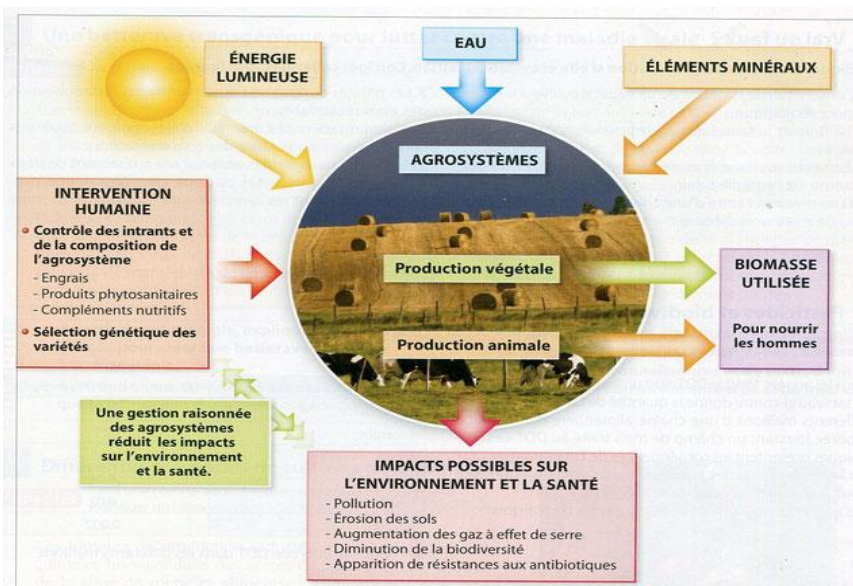 ÉNERGIE
LUMINEUSE
EAU
ÉLÉMENTS MINÉRAUX
AGROSYSTÈMES
INTERVENTION
HUMAINE
• Contrôle des intrants et
de la composition de
l'agrosystème
- Engrais
- Produits phytosanitaires
- Compléments nutritifs
• Sélection génétique des
variétés
Production végétale
Production animale
BIOMASSE
UTILISÉE
Pour nourrir
les hommes
Une gestion raisonnée
des agrosystèmes
réduit les impacts
sur l'environnement
et la santé.
IMPACTS POSSIBLES SUR
L'ENVIRONNEMENT ET LA SANTÉ
- Pollution
- Érosion des sols
- Augmentation des gaz à effet de serre
- Diminution de la biodiversité
- Apparition de résistances aux antibiotiques